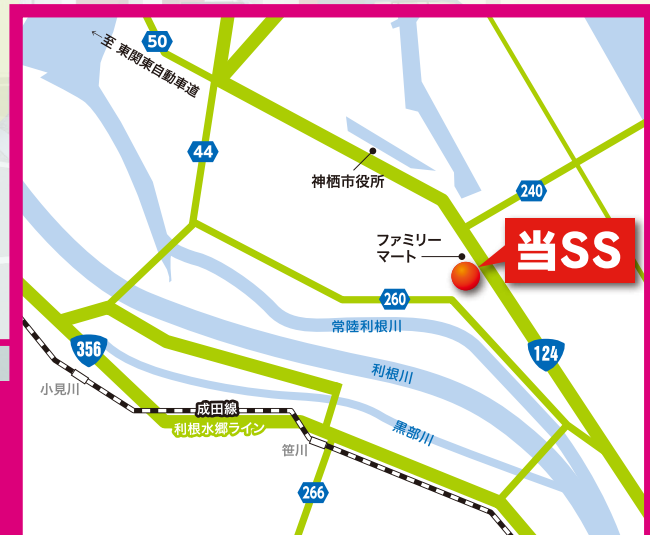 ←至 東関東自動車道
50
44
神栖市役所
240
ファミリー
マート
当SS
260
常陸利根川
124
356
利根川
小見川
成田線
利根水郷ライン
黒部川
笹川
266